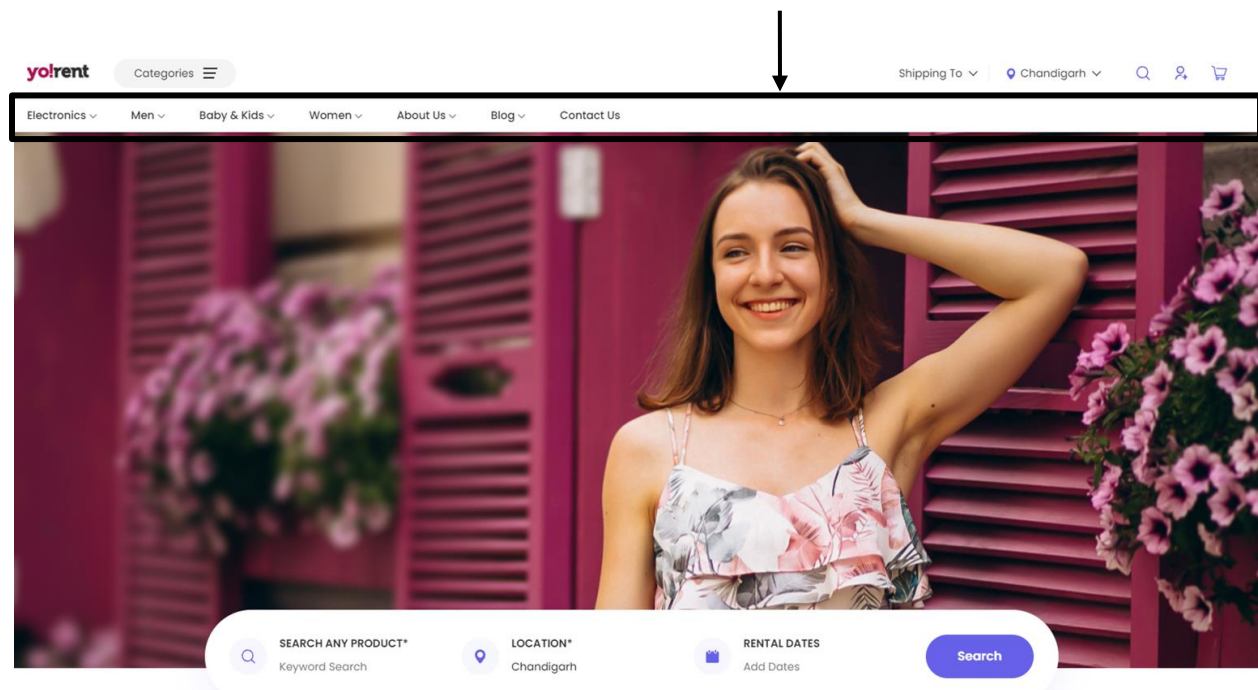 yo!rent Categories Shipping To Chandigarh
Electronics Men Baby & Kids Women About Us Blog Contact Us
SEARCH ANY PRODUCT* LOCATION* RENTAL DATES
Keyword Search Chandigarh Add Dates Search